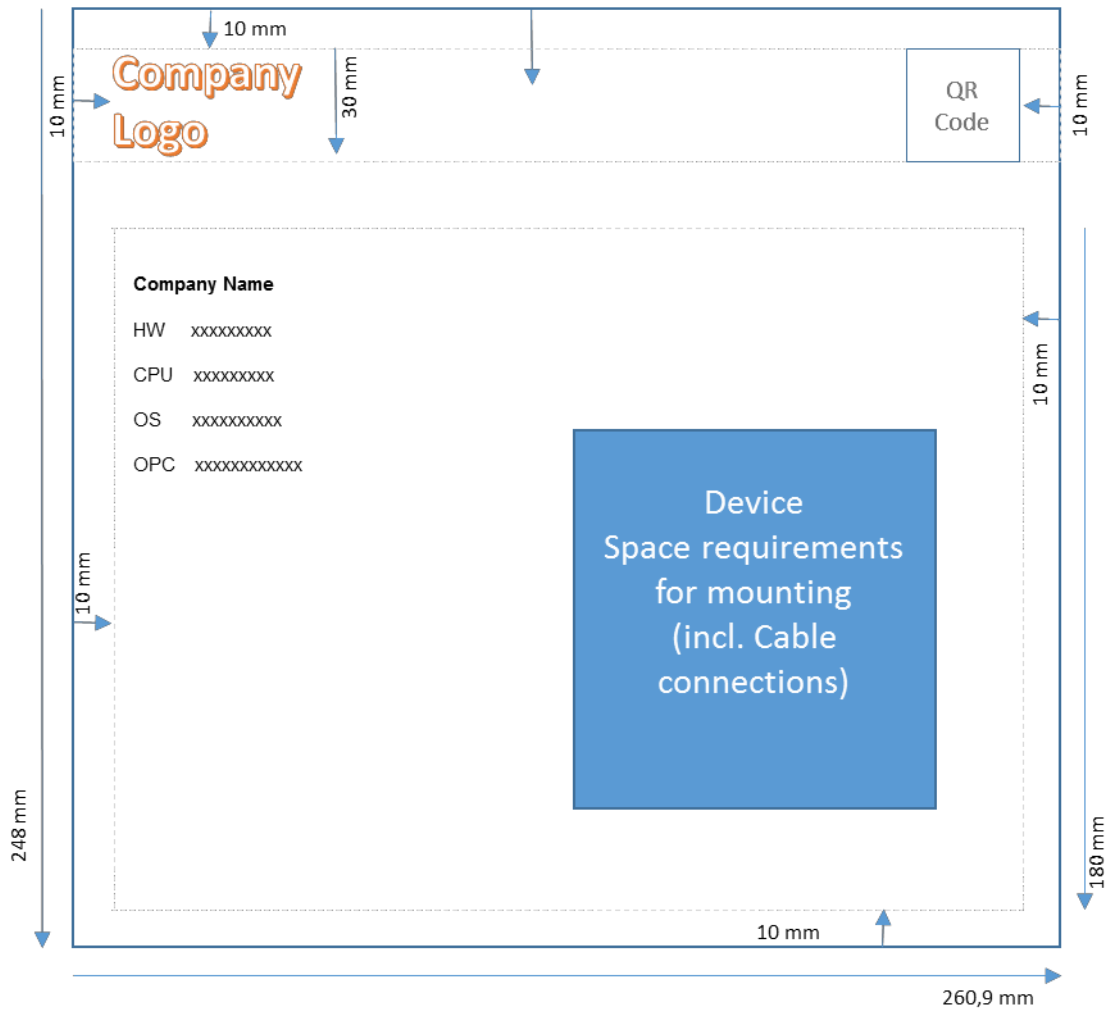 10 mm
Company
Logo
30 mm
QR
Code
10 mm
10 mm
Company Name
HW xxxxxxxxx
CPU xxxxxxxxx
OS xxxxxxxxxx
OPC xxxxxxxxxxxx
10 mm
Device
Space requirements
for mounting
(incl. Cable
connections)
10 mm
248 mm
180 mm
10 mm
260,9 mm